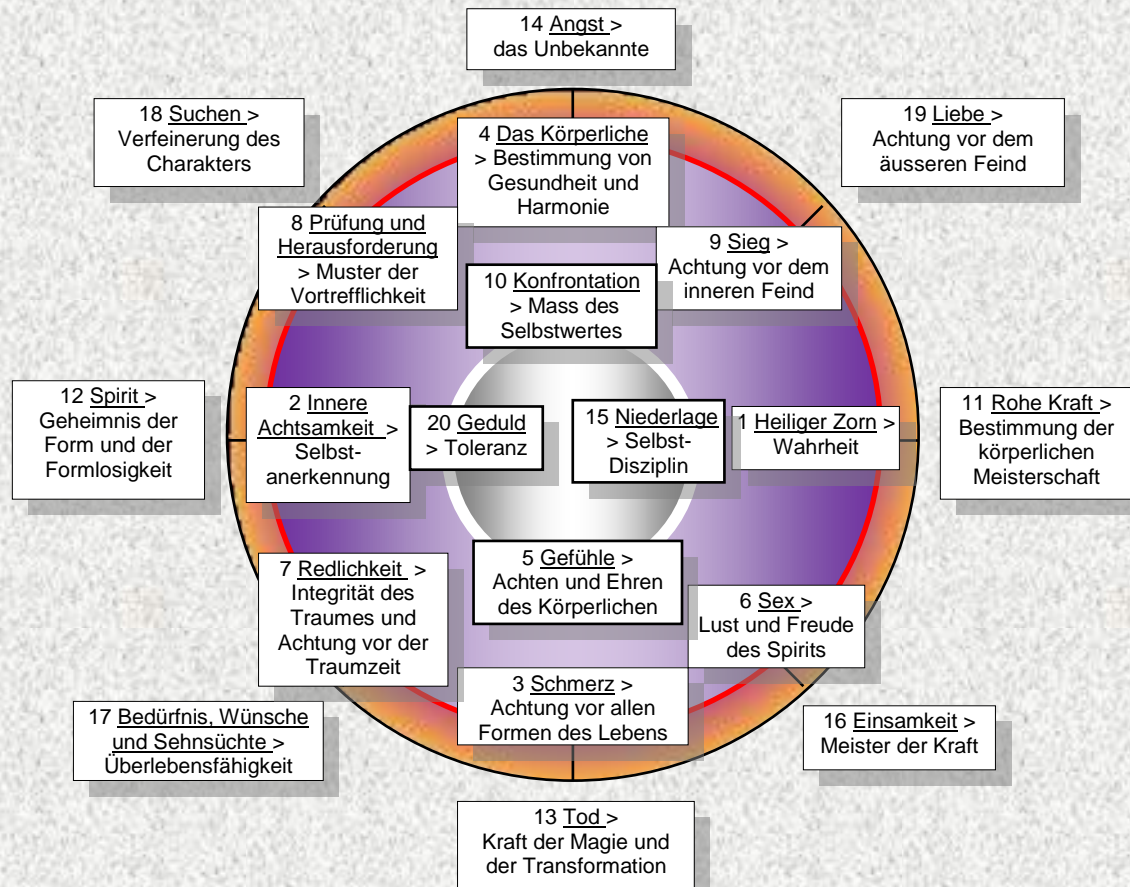 14 Angst >
das Unbekannte
18 Suchen >
Verfeinerung des
Charakters
19 Liebe >
Achtung vor dem
äusseren Feind
4 Das Körperliche
> Bestimmung von
Gesundheit und
Harmonie
8 Prüfung und
Herausforderung
> Muster der
Vortrefflichkeit
9 Sieg >
Achtung vor dem
inneren Feind
10 Konfrontation
> Mass des
Selbstwertes
12 Spirit >
Geheimnis der
Form und der
Formlosigkeit
2 Innere
Achtsamkeit >
Selbst-
anerkennung
20 Geduld
> Toleranz
15 Niederlage
> Selbst-
Disziplin
1 Heiliger Zorn >
Wahrheit
11 Rohe Kraft >
Bestimmung der
körperlichen
Meisterschaft
7 Redlichkeit >
Integrität des
Traumes und
Achtung vor der
Traumzeit
5 Gefühle >
Achten und Ehren
des Körperlichen
6 Sex >
Lust und Freude
des Spirits
17 Bedürfnis, Wünsche
und Sehnsüchte >
Überlebensfähigkeit
3 Schmerz >
Achtung vor allen
Formen des Lebens
16 Einsamkeit >
Meister der Kraft
13 Tod >
Kraft der Magie und
der Transformation